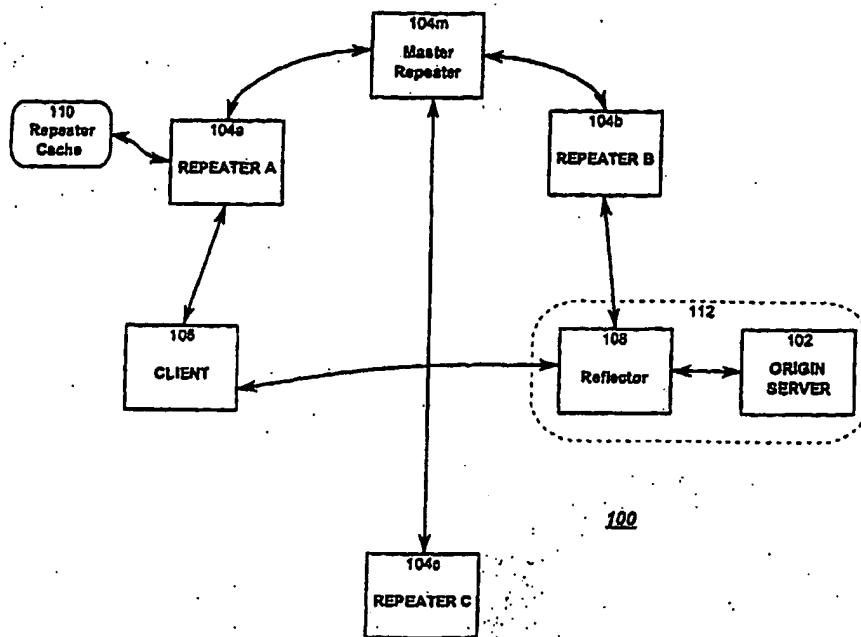 104m
Master
Repeater
110
Repeater
Cache
104a
REPEATER A
104b
REPEATER B
112
106
CLIENT
108
Reflector
102
ORIGIN
SERVER
100
104c
REPEATER C